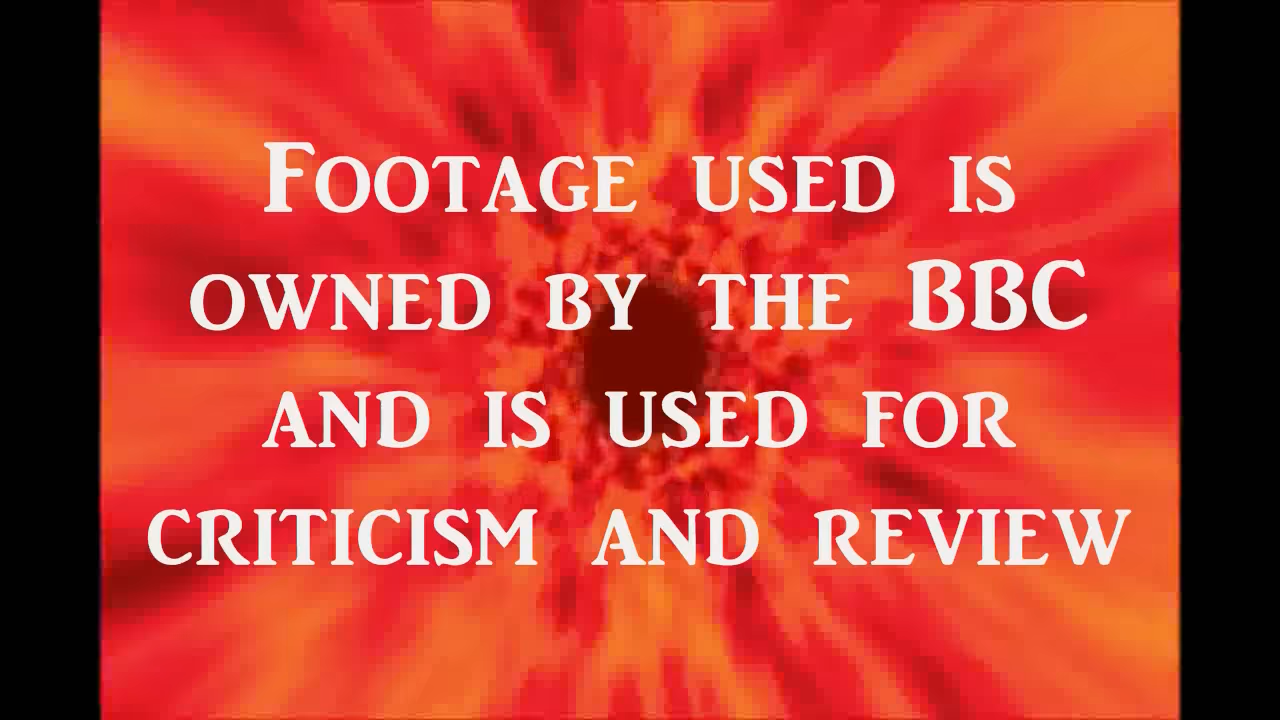 Footage used is
owned by the BBC
and is used for
criticism and review